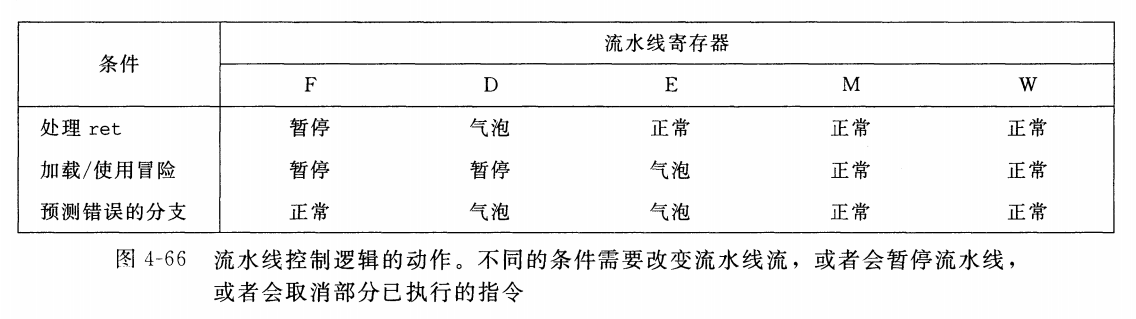 条件 流水线寄存器
F D E M W
处理 ret 暂停 气泡 正常 正常 正常
加载/使用冒险 暂停 暂停 气泡 正常 正常
预测错误的分支 正常 气泡 气泡 正常 正常
图 4-66 流水线控制逻辑的动作。不同的条件需要改变流水线流，或者会暂停流水线，
或者会取消部分已执行的指令